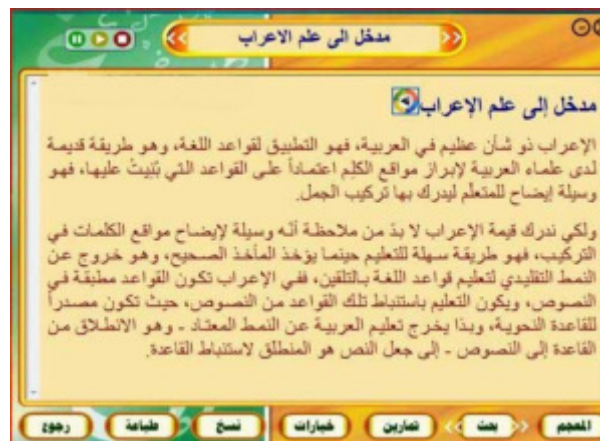 مدخل الى علم الاعراب
مدخل إلى علم الإعراب
الإعراب ذو شأن عظيم في العربية، فهو التطبيق لقواعد اللغة، وهو طريقة قديمة
لدى علماء العربية لإبراز مواقع الكلِم اعتماداً على القواعد التي بُنِيتْ عليها، فهو
وسيلة إيضاح للمتعلّم ليدرك بها تركيب الجمل.
ولكي ندرك قيمة الإعراب لا بدّ من ملاحظة أنّه وسيلة لإيضاح مواقع الكلمات في
التركيب، فهو طريقة سهلة للتعليم حينما يؤخذ المأخذ الصحيح، وهو خروج عن
النمط التقليدي لتعليم قواعد اللغة بالتلقين، ففي الإعراب تكون القواعد مطبقة في
النصوص، ويكون التعليم باستنباط تلك القواعد من النصوص، حيث تكون مصدراً
للقاعدة النحوية، وبذا يخرج تعليم العربية عن النمط المعتاد - وهو الانطلاق من
القاعدة إلى النصوص - إلى جعل النص هو المنطلق لاستنباط القاعدة.
المعجم بحث تمارين خيارات نسخ طباعة رجوع